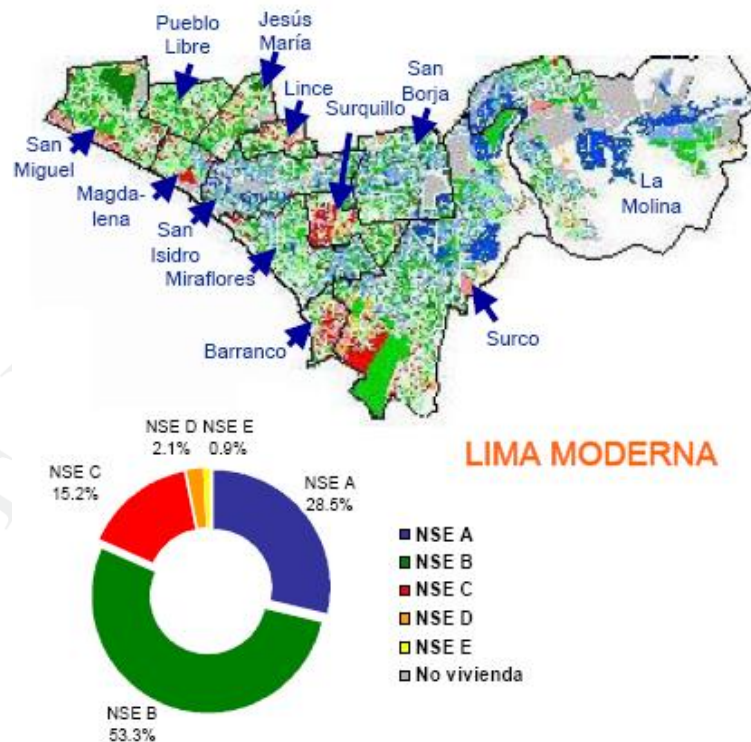 Pueblo
Libre
Jesús
María
Lince
Surquillo
San
Borja
San
Miguel
Magda-
lena
San
Isidro
Miraflores
La
Molina
Barranco
Surco
LIMA MODERNA
NSE D
2.1%
NSE E
0.9%
NSE C
15.2%
NSE A
28.5%
NSE B
53.3%
NSE A
NSE B
NSE C
NSE D
NSE E
No vivienda